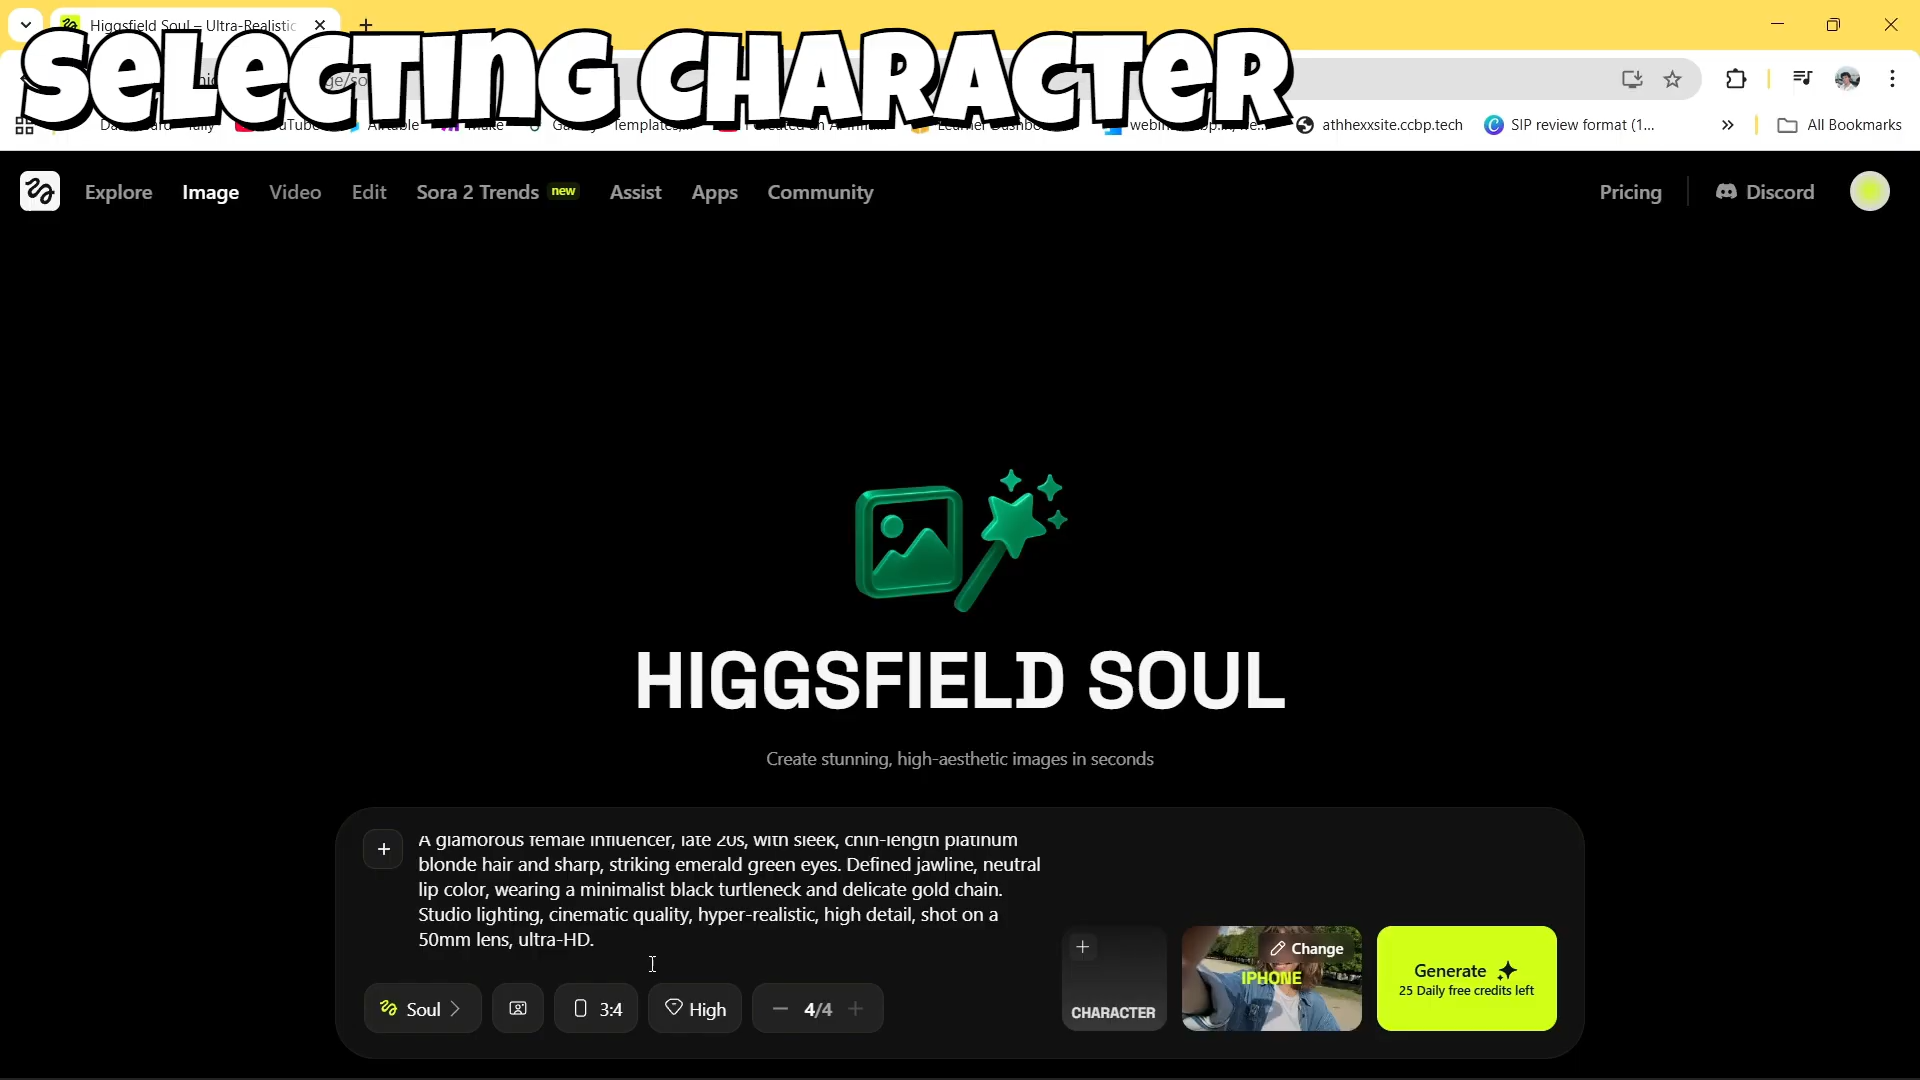 Higgsfield Soul – Ultra-Realistic
SELECTING CHARACTER
athhexxsite.ccbp.tech
SIP review format (1...
All Bookmarks
Explore
Image
Video
Edit
Sora 2 Trends new
Assist
Apps
Community
Pricing
Discord
HIGGSFIELD SOUL
Create stunning, high-aesthetic images in seconds
A glamorous female influencer, late 20s, with sleek, chin-length platinum
blonde hair and sharp, striking emerald green eyes. Defined jawline, neutral
lip color, wearing a minimalist black turtleneck and delicate gold chain.
Studio lighting, cinematic quality, hyper-realistic, high detail, shot on a
50mm lens, ultra-HD.
Change
IPHONE
CHARACTER
Generate
25 Daily free credits left
Soul
3:4
High
4/4